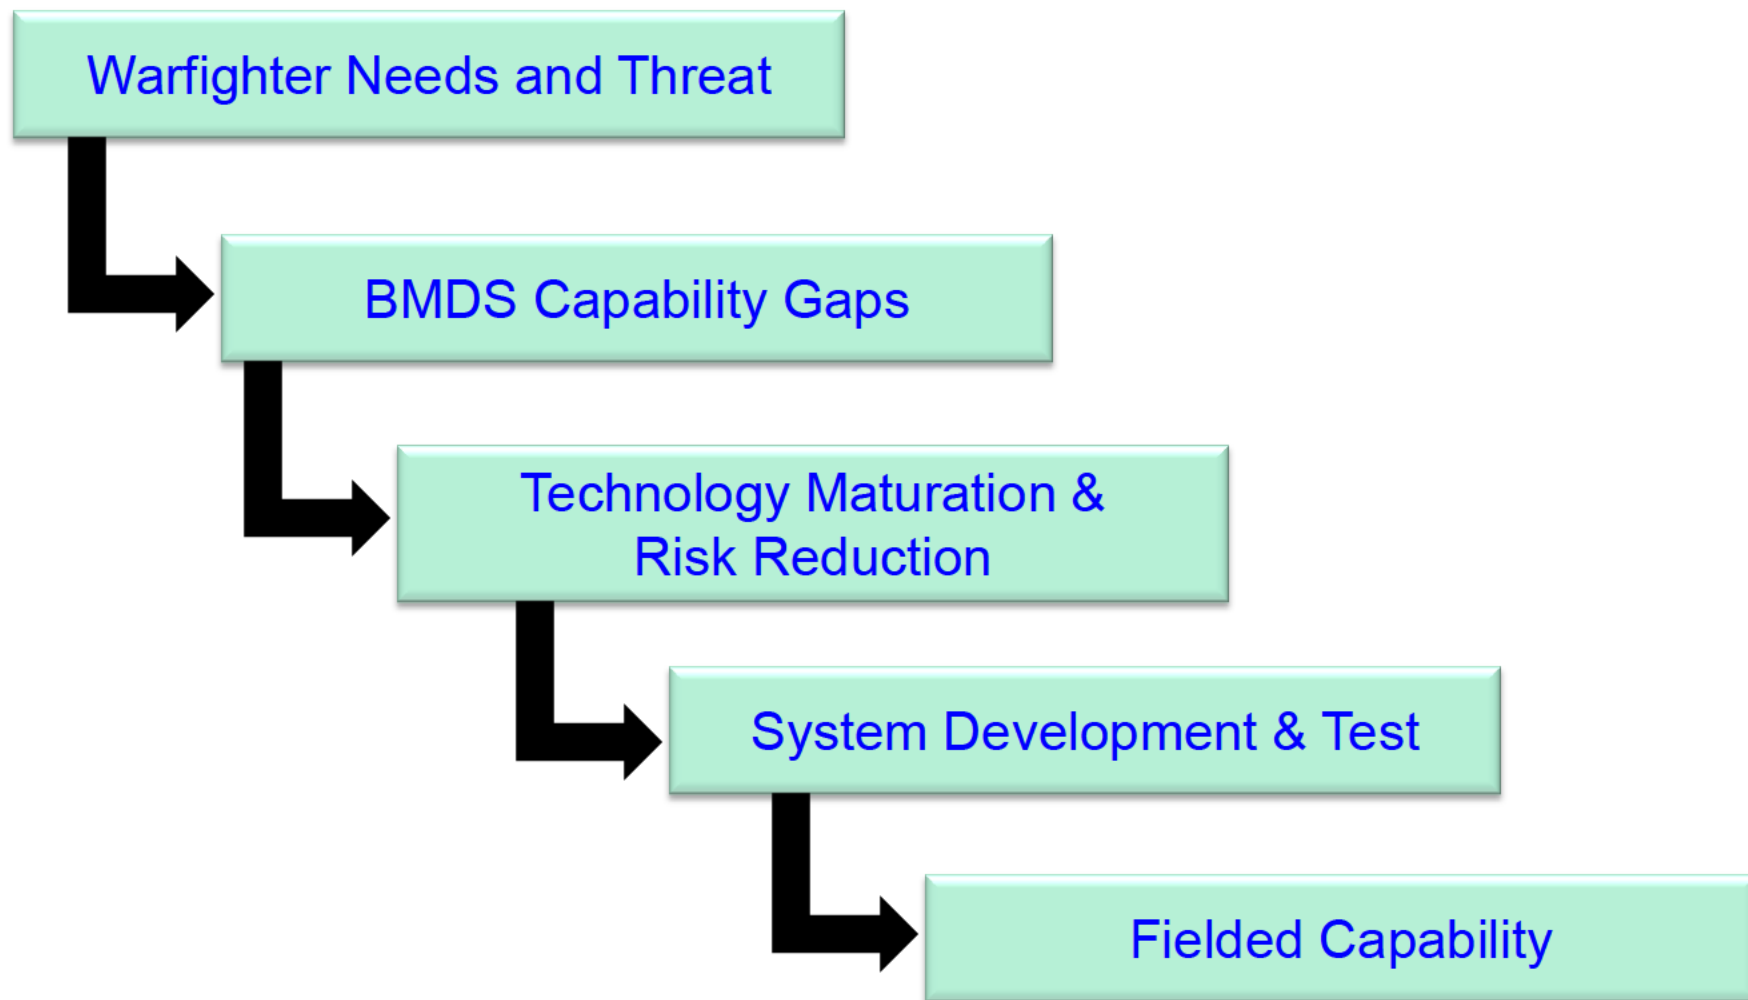 Warfighter Needs and Threat
BMDS Capability Gaps
Technology Maturation &
Risk Reduction
System Development & Test
Fielded Capability